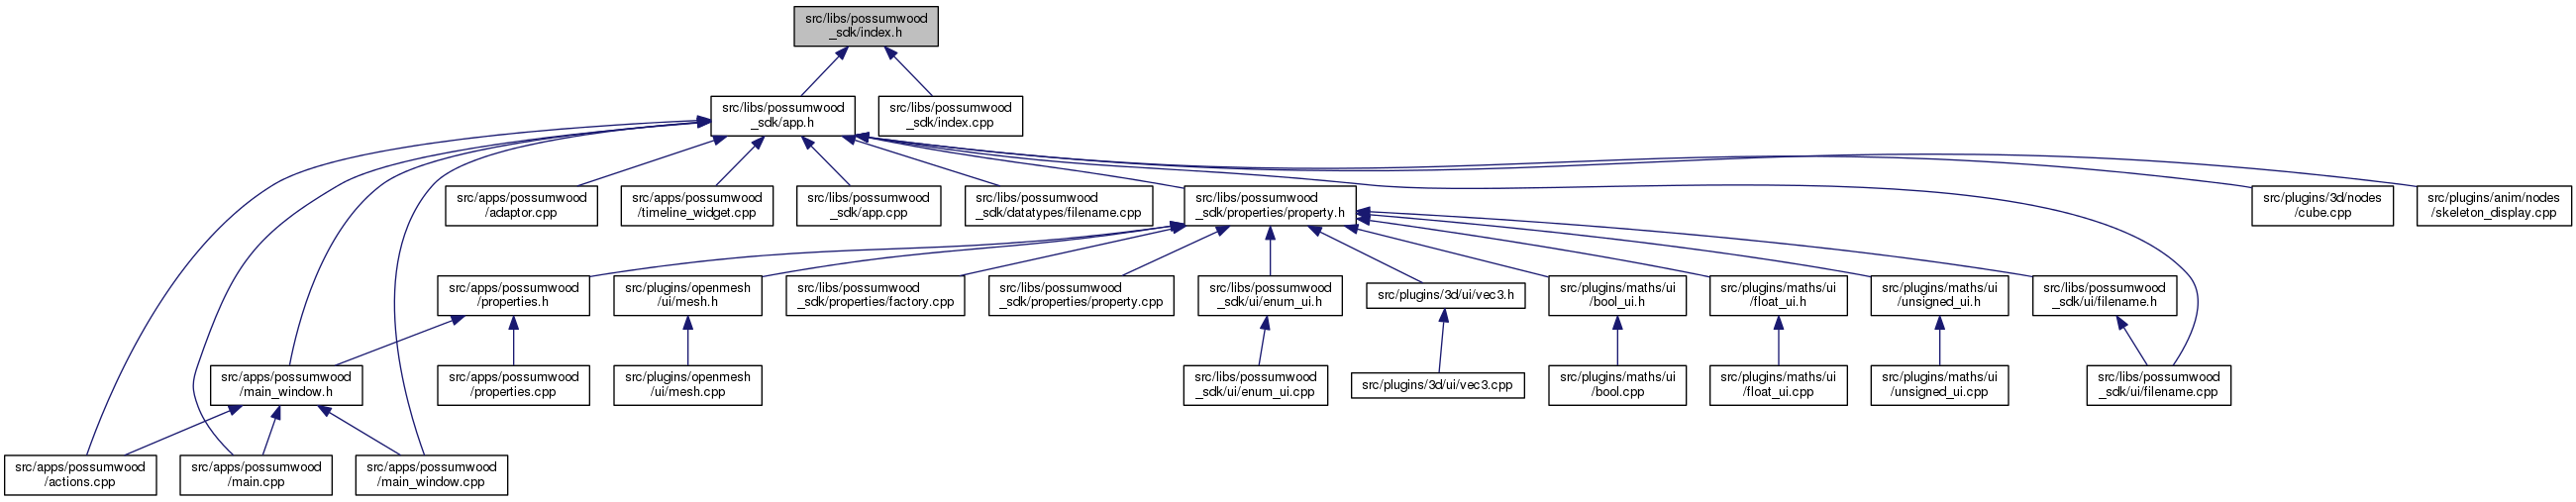 src/libs/possumwood
_sdk/index.h
src/libs/possumwood
_sdk/app.h
src/libs/possumwood
_sdk/index.cpp
src/apps/possumwood
/adaptor.cpp
src/apps/possumwood
/timeline_widget.cpp
src/libs/possumwood
_sdk/app.cpp
src/libs/possumwood
_sdk/datatypes/filename.cpp
src/libs/possumwood
_sdk/properties/property.h
src/plugins/3d/nodes
/cube.cpp
src/plugins/anim/nodes
/skeleton_display.cpp
src/apps/possumwood
/properties.h
src/plugins/openmesh
/ui/mesh.h
src/libs/possumwood
_sdk/properties/factory.cpp
src/libs/possumwood
_sdk/properties/property.cpp
src/libs/possumwood
_sdk/ui/enum_ui.h
src/plugins/3d/ui/vec3.h
src/plugins/maths/ui
/bool_ui.h
src/plugins/maths/ui
/float_ui.h
src/plugins/maths/ui
/unsigned_ui.h
src/libs/possumwood
_sdk/ui/filename.h
src/apps/possumwood
/main_window.h
src/apps/possumwood
/properties.cpp
src/plugins/openmesh
/ui/mesh.cpp
src/libs/possumwood
_sdk/ui/enum_ui.cpp
src/plugins/3d/ui/vec3.cpp
src/plugins/maths/ui
/bool.cpp
src/plugins/maths/ui
/float_ui.cpp
src/plugins/maths/ui
/unsigned_ui.cpp
src/libs/possumwood
_sdk/ui/filename.cpp
src/apps/possumwood
/actions.cpp
src/apps/possumwood
/main.cpp
src/apps/possumwood
/main_window.cpp